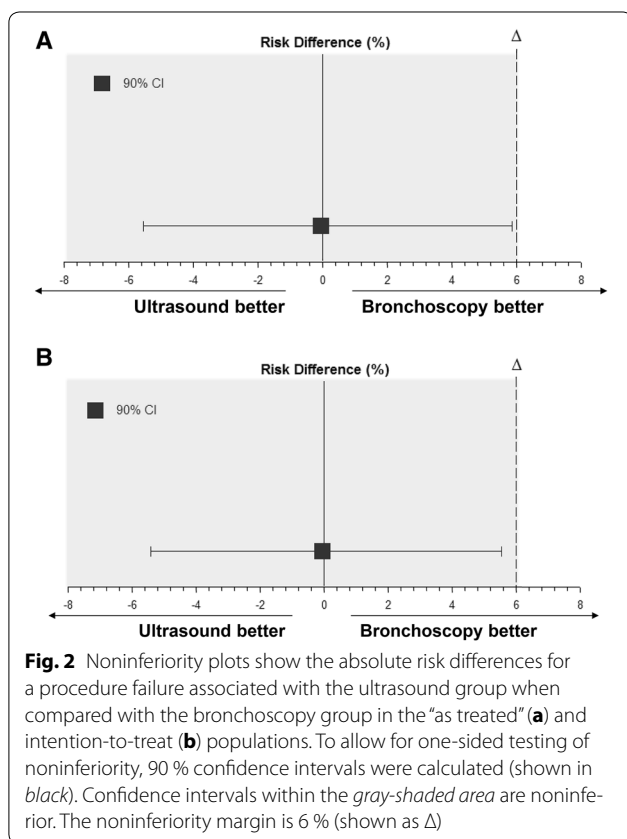 A
Risk Difference (%)
Δ
90% CI
-8 -6 -4 -2 0 2 4 6 8
Ultrasound better Bronchoscopy better
B
Risk Difference (%)
Δ
90% CI
-8 -6 -4 -2 0 2 4 6 8
Ultrasound better Bronchoscopy better
Fig. 2 Noninferiority plots show the absolute risk differences for
a procedure failure associated with the ultrasound group when
compared with the bronchoscopy group in the “as treated” (a) and
intention-to-treat (b) populations. To allow for one-sided testing of
noninferiority, 90 % confidence intervals were calculated (shown in
black). Confidence intervals within the gray-shaded area are noninfe-
rior. The noninferiority margin is 6 % (shown as Δ)